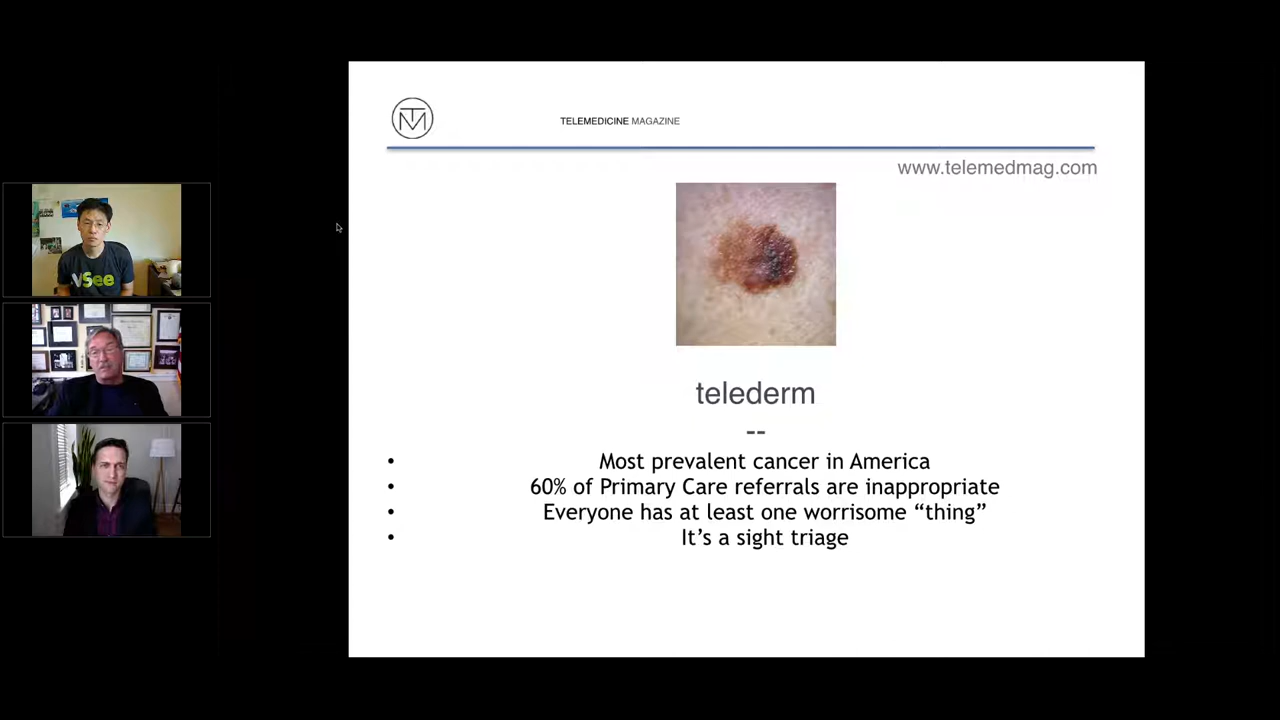 TELEMEDICINE MAGAZINE
www.telemedmag.com
vSee
telederm
--
• Most prevalent cancer in America
• 60% of Primary Care referrals are inappropriate
• Everyone has at least one worrisome “thing”
• It’s a sight triage